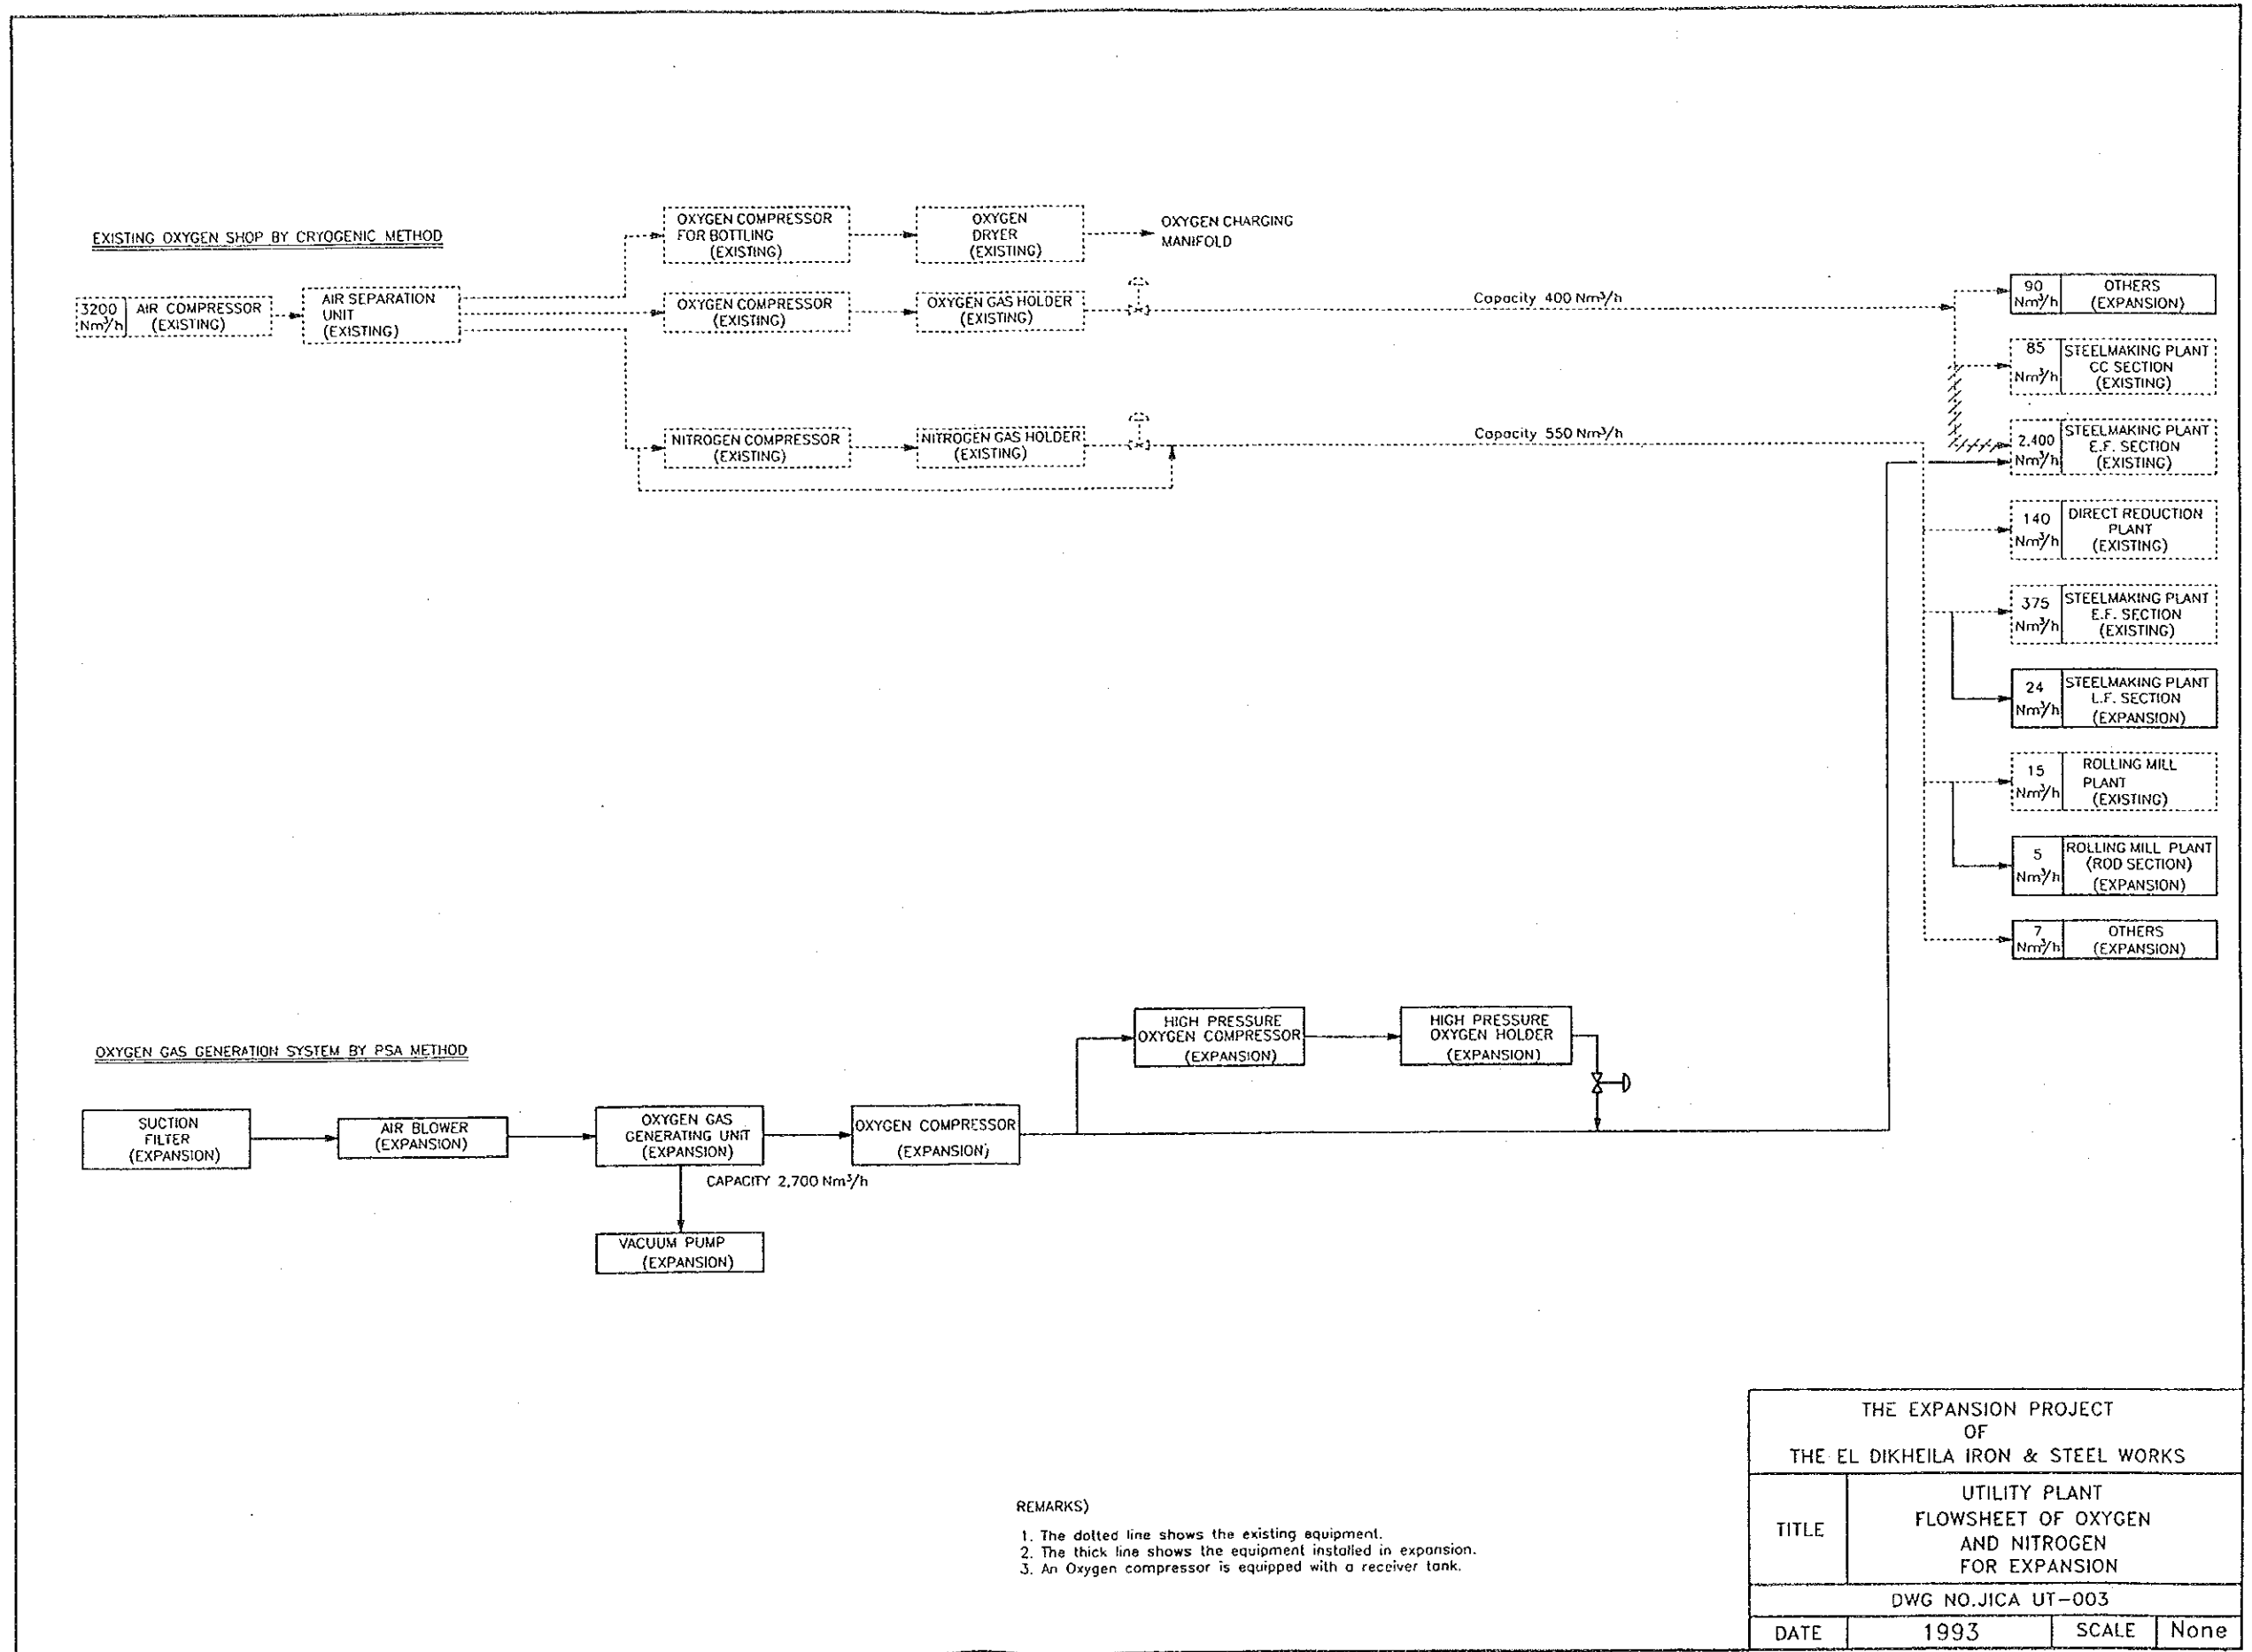 EXISTING OXYGEN SHOP BY CRYOGENIC METHOD
3200
Nm³/h
AIR COMPRESSOR
(EXISTING)
AIR SEPARATION
UNIT
(EXISTING)
OXYGEN COMPRESSOR
FOR BOTTLING
(EXISTING)
OXYGEN
DRYER
(EXISTING)
OXYGEN CHARGING
MANIFOLD
OXYGEN COMPRESSOR
(EXISTING)
OXYGEN GAS HOLDER
(EXISTING)
Capacity 400 Nm³/h
NITROGEN COMPRESSOR
(EXISTING)
NITROGEN GAS HOLDER
(EXISTING)
Capacity 550 Nm³/h
90
Nm³/h
OTHERS
(EXPANSION)
85
Nm³/h
STEELMAKING PLANT
CC SECTION
(EXISTING)
2,400
Nm³/h
STEELMAKING PLANT
E.F. SECTION
(EXISTING)
140
Nm³/h
DIRECT REDUCTION
PLANT
(EXISTING)
375
Nm³/h
STEELMAKING PLANT
E.F. SECTION
(EXISTING)
24
Nm³/h
STEELMAKING PLANT
L.F. SECTION
(EXPANSION)
15
Nm³/h
ROLLING MILL
PLANT
(EXISTING)
5
Nm³/h
ROLLING MILL PLANT
(ROD SECTION)
(EXPANSION)
7
Nm³/h
OTHERS
(EXPANSION)
OXYGEN GAS GENERATION SYSTEM BY PSA METHOD
SUCTION
FILTER
(EXPANSION)
AIR BLOWER
(EXPANSION)
OXYGEN GAS
GENERATING UNIT
(EXPANSION)
CAPACITY 2,700 Nm³/h
VACUUM PUMP
(EXPANSION)
OXYGEN COMPRESSOR
(EXPANSION)
HIGH PRESSURE
OXYGEN COMPRESSOR
(EXPANSION)
HIGH PRESSURE
OXYGEN HOLDER
(EXPANSION)
REMARKS)
1. The dotted line shows the existing equipment.
2. The thick line shows the equipment installed in expansion.
3. An Oxygen compressor is equipped with a receiver tank.
THE EXPANSION PROJECT
OF
THE EL DIKHEILA IRON & STEEL WORKS
TITLE
UTILITY PLANT
FLOWSHEET OF OXYGEN
AND NITROGEN
FOR EXPANSION
DWG NO.JICA UT-003
DATE
1993
SCALE
None